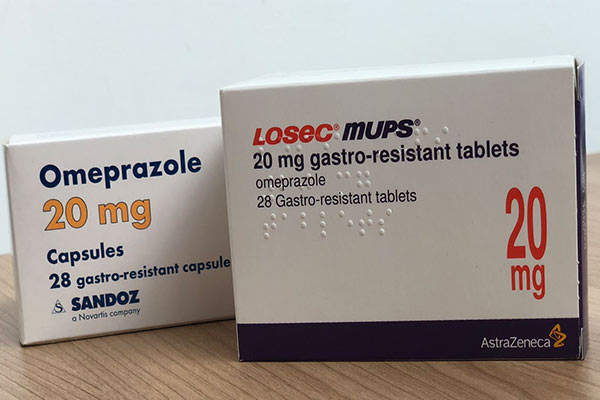 Omeprazole
20 mg
Capsules
28 gastro-resistant capsule
SANDOZ
a Novartis company
LOSEC® MUPS®
20 mg gastro-resistant tablets
omeprazole
28 Gastro-resistant tablets
20
mg
AstraZeneca